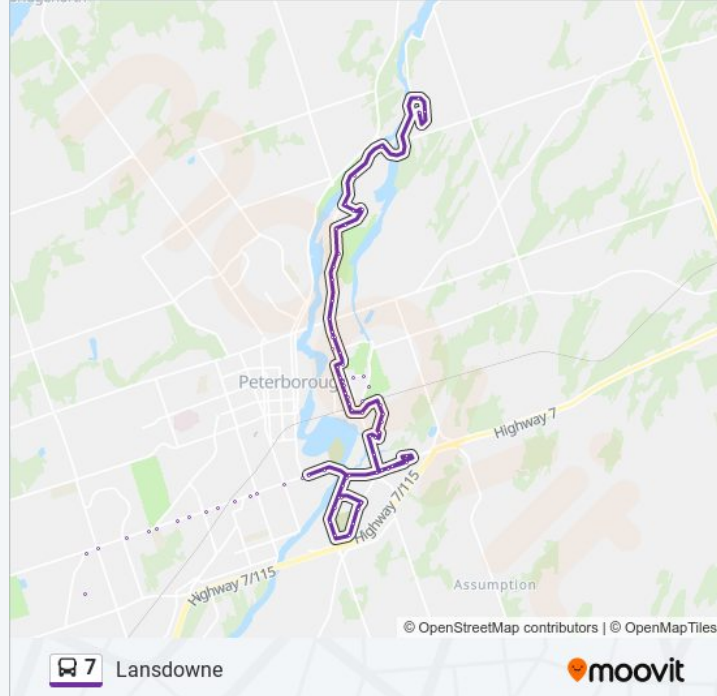 Peterborough
Highway 7
Highway 7/115
Highway 7/115
Assumption
© OpenStreetMap contributors | © OpenMapTiles
7 Lansdowne
moovit